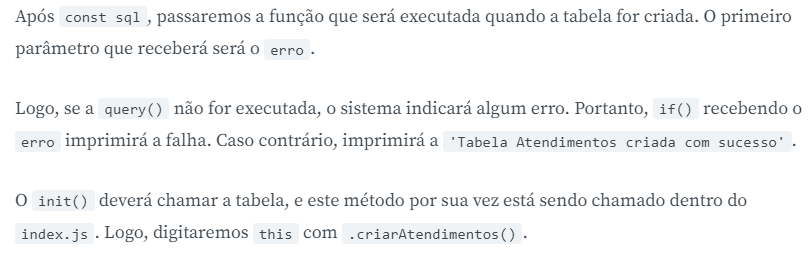 Após const sql , passaremos a função que será executada quando a tabela for criada. O primeiro
parâmetro que receberá será o erro .
Logo, se a query() não for executada, o sistema indicará algum erro. Portanto, if() recebendo o
erro imprimirá a falha. Caso contrário, imprimirá a 'Tabela Atendimentos criada com sucesso' .
O init() deverá chamar a tabela, e este método por sua vez está sendo chamado dentro do
index.js . Logo, digitaremos this com .criarAtendimentos() .